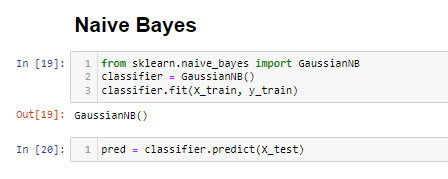 Naive Bayes
In [19]: 1 from sklearn.naive_bayes import GaussianNB
2 classifier = GaussianNB()
3 classifier.fit(X_train, y_train)
Out[19]: GaussianNB()
In [20]: 1 pred = classifier.predict(X_test)